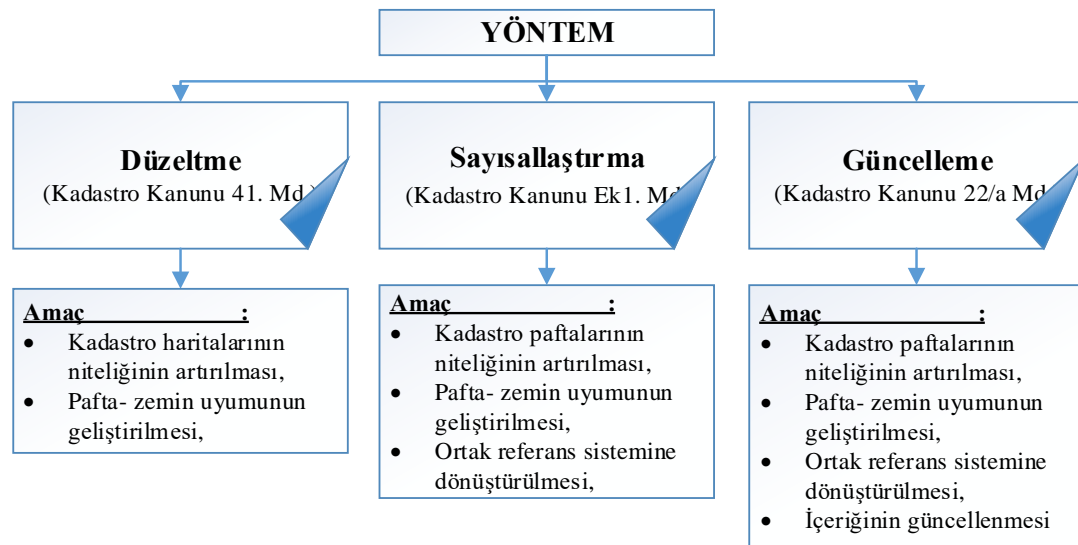 YÖNTEM
Düzeltme
(Kadastro Kanunu 41. Md.)
Sayısallaştırma
(Kadastro Kanunu Ek1. Md
Güncelleme
(Kadastro Kanunu 22/a Md
Amaç :
• Kadastro haritalarının
niteliğinin artırılması,
• Pafta- zemin uyumunun
geliştirilmesi,
Amaç :
• Kadastro paftalarının
niteliğinin artırılması,
• Pafta- zemin uyumunun
geliştirilmesi,
• Ortak referans sistemine
dönüştürülmesi,
Amaç :
• Kadastro paftalarının
niteliğinin artırılması,
• Pafta- zemin uyumunun
geliştirilmesi,
• Ortak referans sistemine
dönüştürülmesi,
• İçeriğinin güncellenmesi